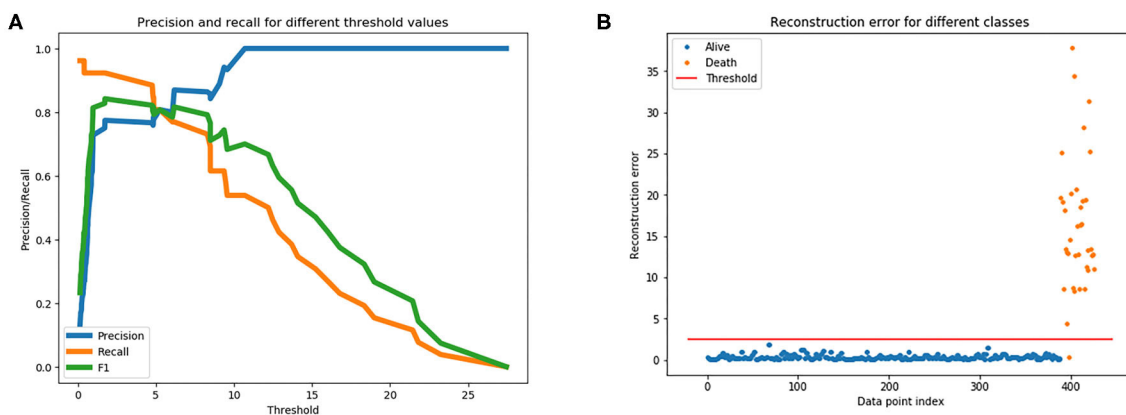 A
Precision and recall for different threshold values
Precision/Recall
1.0
0.8
0.6
0.4
0.2
0.0
Precision
Recall
F1
0 5 10 15 20 25
Threshold
B
Reconstruction error for different classes
Reconstruction error
Alive
Death
Threshold
35
30
25
20
15
10
5
0
0 100 200 300 400
Data point index